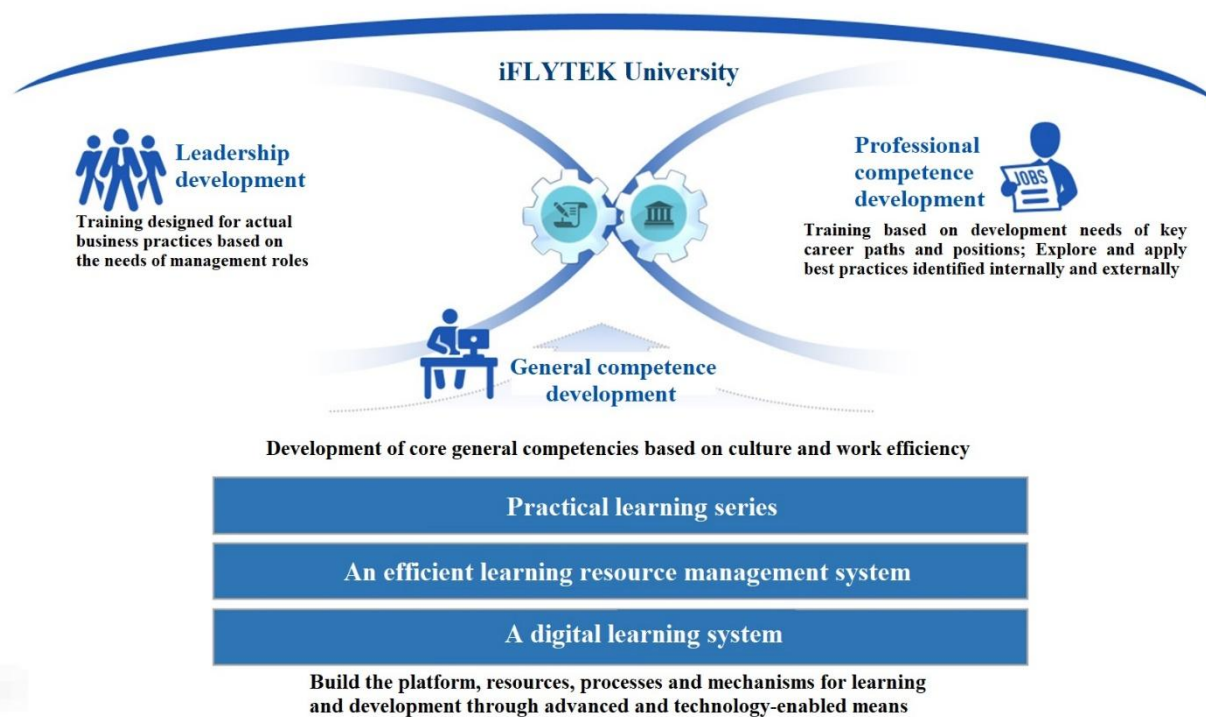 iFLYTEK University
Leadership
development
Training designed for actual
business practices based on
the needs of management roles
Professional
competence
development
JOBS
Training based on development needs of key
career paths and positions; Explore and apply
best practices identified internally and externally
General competence
development
Development of core general competencies based on culture and work efficiency
Practical learning series
An efficient learning resource management system
A digital learning system
Build the platform, resources, processes and mechanisms for learning
and development through advanced and technology-enabled means